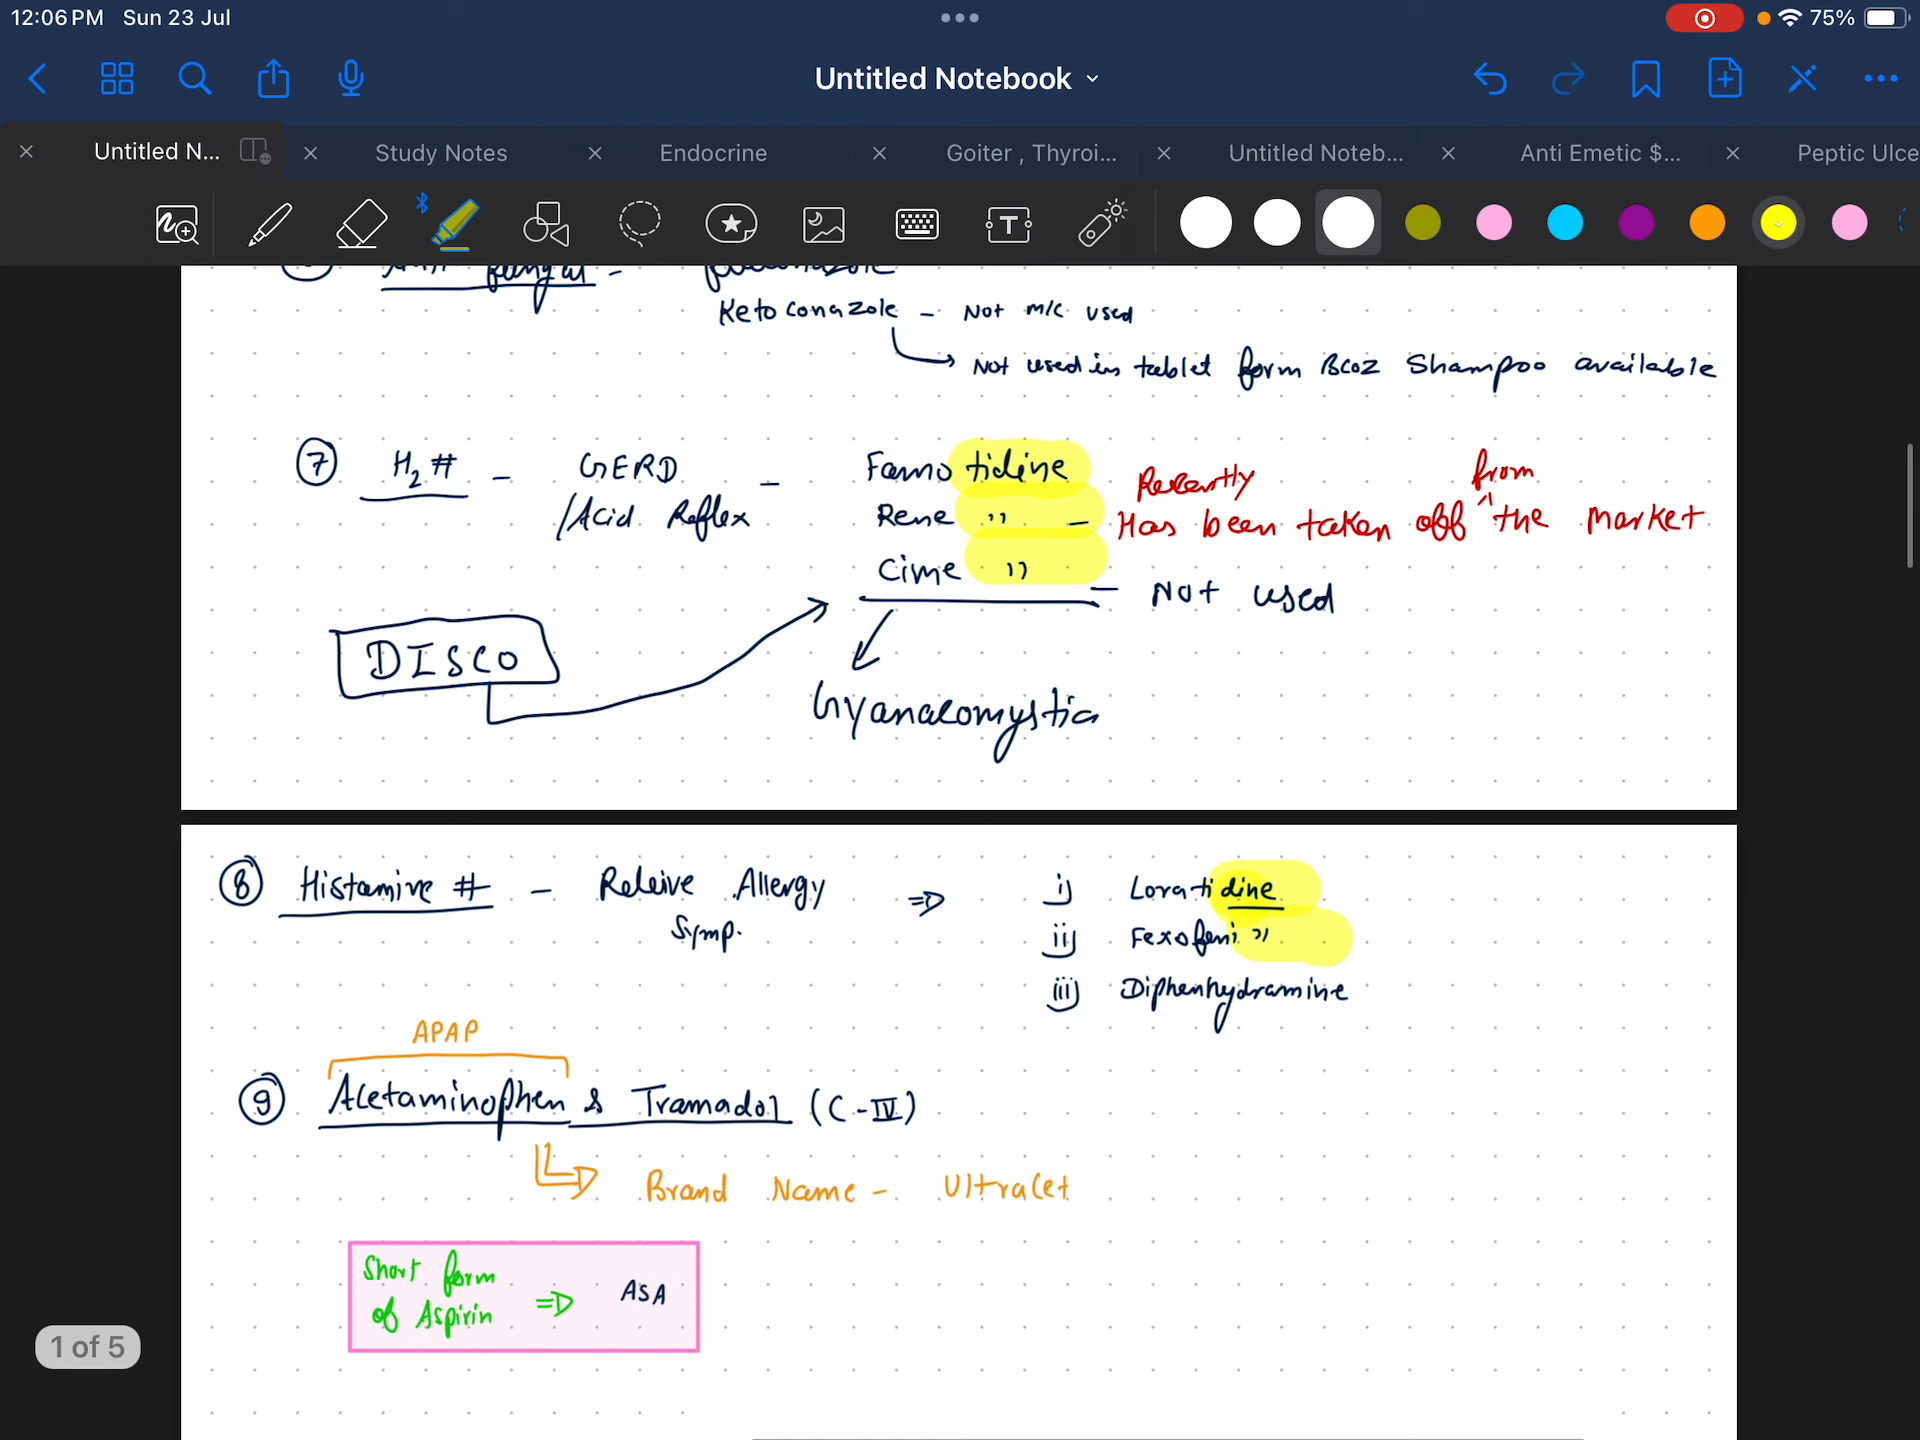 12:06 PM Sun 23 Jul
75%
Untitled Notebook
Untitled N...
Study Notes
Endocrine
Goiter , Thyroi...
Untitled Noteb...
Anti Emetic $...
Peptic Ulce
fungal -
Ketoconazole - Not m/c used
Not used in tablet form Bcoz Shampoo available
7 H2 # - GERD - Famotidine
/Acid Reflex
Rene " - Recently Has been taken off from the market
Cime " - Not used
DISCO
Gyanacomystia
8 Histamine # - Releive Allergy Symp. => i) Loratidine
ii) Fexofeni "
iii) Diphenhydramine
APAP
9 Acetaminophen & Tramadol (C-IV)
Brand Name - Ultracet
Short form
of Aspirin => ASA
1 of 5